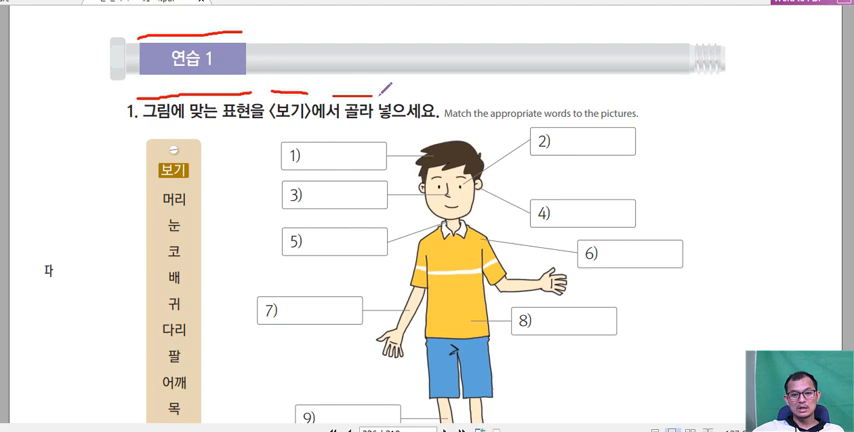 연습 1
1. 그림에 맞는 표현을 <보기>에서 골라 넣으세요. Match the appropriate words to the pictures.
보기
머리
눈
코
배
귀
다리
팔
어깨
목
1)
2)
3)
4)
5)
6)
7)
8)
9)
파